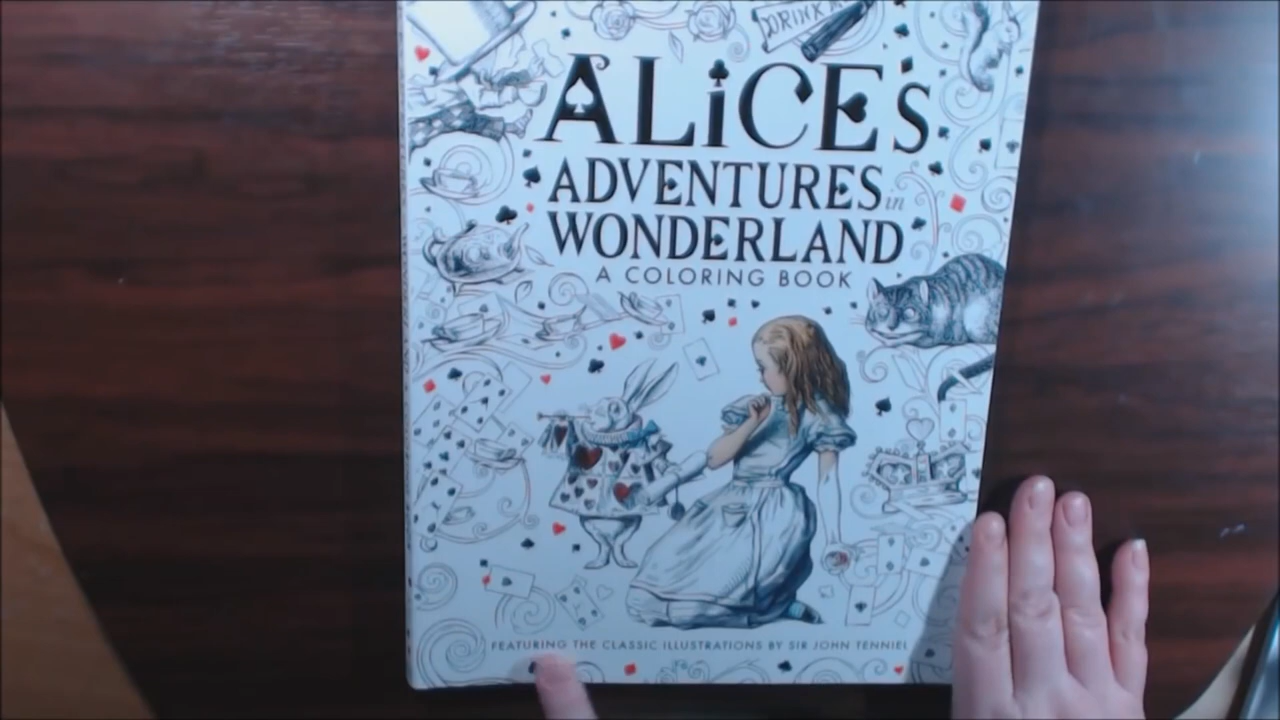 DRINK
ALiCE's
ADVENTURES in
WONDERLAND
A COLORING BOOK
FEATURING THE CLASSIC ILLUSTRATIONS BY SIR JOHN TENNIEL